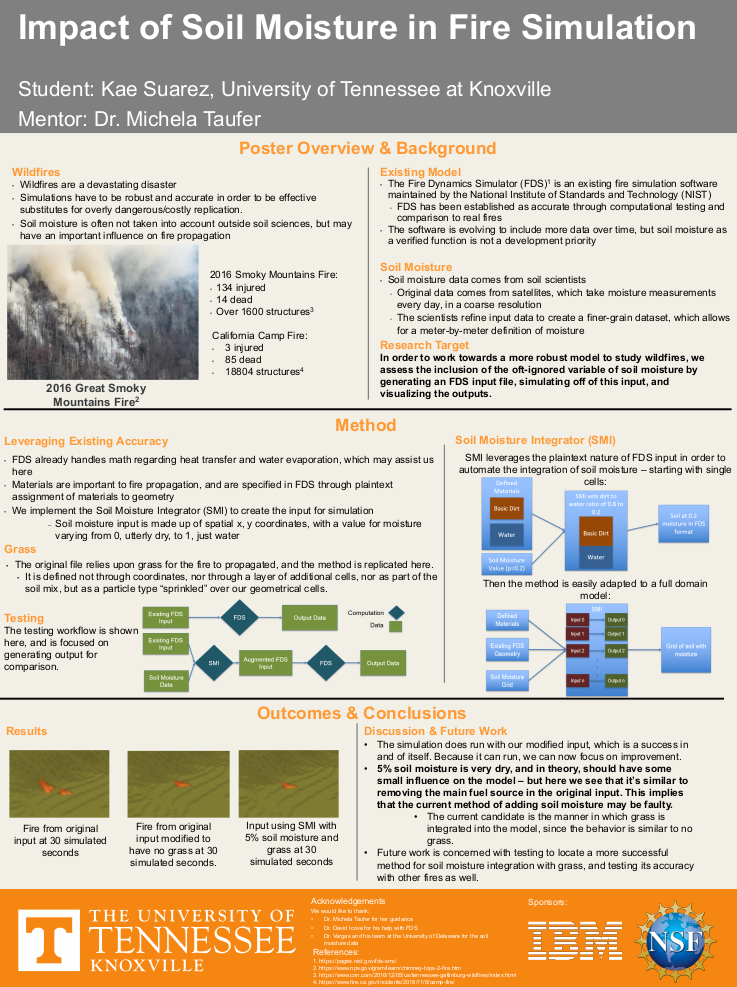 Impact of Soil Moisture in Fire Simulation
Student: Kae Suarez, University of Tennessee at Knoxville
Mentor: Dr. Michela Taufer
Poster Overview & Background
Wildfires
· Wildfires are a devastating disaster
· Simulations have to be robust and accurate in order to be effective
substitutes for overly dangerous/costly replication.
· Soil moisture is often not taken into account outside soil sciences, but may
have an important influence on fire propagation
2016 Smoky Mountains Fire:
- 134 injured
- 14 dead
- Over 1600 structures3
California Camp Fire:
- 3 injured
- 85 dead
- 18804 structures4
2016 Great Smoky
Mountains Fire2
Existing Model
· The Fire Dynamics Simulator (FDS)1 is an existing fire simulation software
maintained by the National Institute of Standards and Technology (NIST)
- FDS has been established as accurate through computational testing and
comparison to real fires
· The software is evolving to include more data over time, but soil moisture as
a verified function is not a development priority
Soil Moisture
· Soil moisture data comes from soil scientists
- Original data comes from satellites, which take moisture measurements
every day, in a coarse resolution
- The scientists refine input data to create a finer-grain dataset, which allows
for a meter-by-meter definition of moisture
Research Target
In order to work towards a more robust model to study wildfires, we
assess the inclusion of the oft-ignored variable of soil moisture by
generating an FDS input file, simulating off of this input, and
visualizing the outputs.
Method
Leveraging Existing Accuracy
• FDS already handles math regarding heat transfer and water evaporation, which may assist us
here
• Materials are important to fire propagation, and are specified in FDS through plaintext
assignment of materials to geometry
• We implement the Soil Moisture Integrator (SMI) to create the input for simulation
– Soil moisture input is made up of spatial x, y coordinates, with a value for moisture
varying from 0, utterly dry, to 1, just water
Grass
• The original file relies upon grass for the fire to propagated, and the method is replicated here.
• It is defined not through coordinates, nor through a layer of additional cells, nor as part of the
soil mix, but as a particle type “sprinkled” over our geometrical cells.
Testing
The testing workflow is shown
here, and is focused on
generating output for
comparison.
Existing FDS
Input
FDS
Output Data
Computation
Data
Existing FDS
Input
Soil Moisture
Data
SMI
Augmented FDS
Input
FDS
Output Data
Soil Moisture Integrator (SMI)
SMI leverages the plaintext nature of FDS input in order to
automate the integration of soil moisture – starting with single
cells:
Defined
Materials
Basic Dirt
Water
Soil Moisture
Value (p=0.2)
SMI sets dirt to
water ratio of 0.8 to
0.2
Basic Dirt
Water
Soil at 0.2
moisture in FDS
format
Then the method is easily adapted to a full domain
model:
Defined
Materials
Existing FDS
Geometry
Soil Moisture
Grid
SMI
Input 0
Output 0
Input 1
Output 1
Input 2
Output 2
Input n
Output n
Grid of soil with
moisture
Outcomes & Conclusions
Results
Fire from original
input at 30 simulated
seconds
Fire from original
input modified to
have no grass at 30
simulated seconds.
Input using SMI with
5% soil moisture and
grass at 30
simulated seconds
Discussion & Future Work
• The simulation does run with our modified input, which is a success in
and of itself. Because it can run, we can now focus on improvement.
• 5% soil moisture is very dry, and in theory, should have some
small influence on the model – but here we see that it’s similar to
removing the main fuel source in the original input. This implies
that the current method of adding soil moisture may be faulty.
• The current candidate is the manner in which grass is
integrated into the model, since the behavior is similar to no
grass.
• Future work is concerned with testing to locate a more successful
method for soil moisture integration with grass, and testing its accuracy
with other fires as well.
T
THE UNIVERSITY OF
TENNESSEE
KNOXVILLE
Acknowledgements
We would like to thank:
• Dr. Michela Taufer for her guidance
• Dr. David Icove for his help with FDS
• Dr. Vargas and his team at the University of Delaware for the soil
moisture data
References:
1. https://pages.nist.gov/fds-smv/
2. https://www.nps.gov/grsm/learn/chimney-tops-2-fire.htm
3. https://www.cnn.com/2016/12/05/us/tennessee-gatlinburg-wildfires/index.html
4. https://www.fire.ca.gov/incidents/2018/11/8/camp-fire/
Sponsors:
IBM
NSF